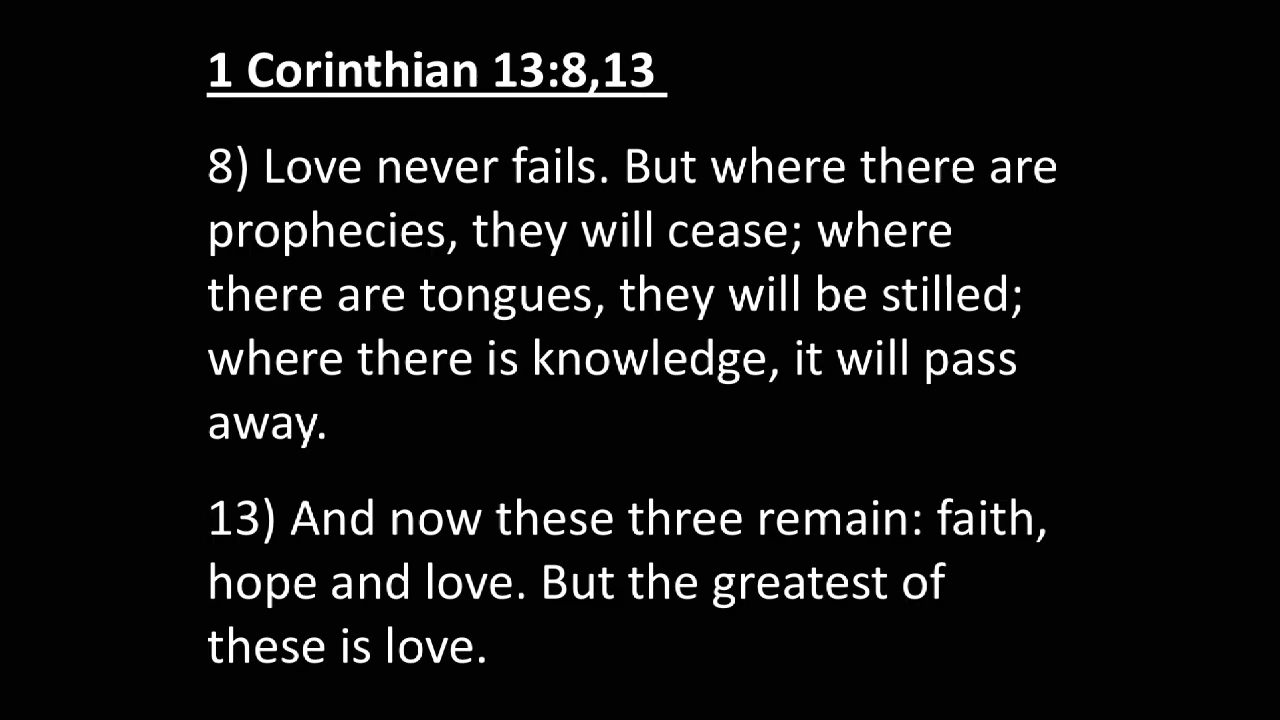 1 Corinthian 13:8,13
8) Love never fails. But where there are
prophecies, they will cease; where
there are tongues, they will be stilled;
where there is knowledge, it will pass
away.
13) And now these three remain: faith,
hope and love. But the greatest of
these is love.